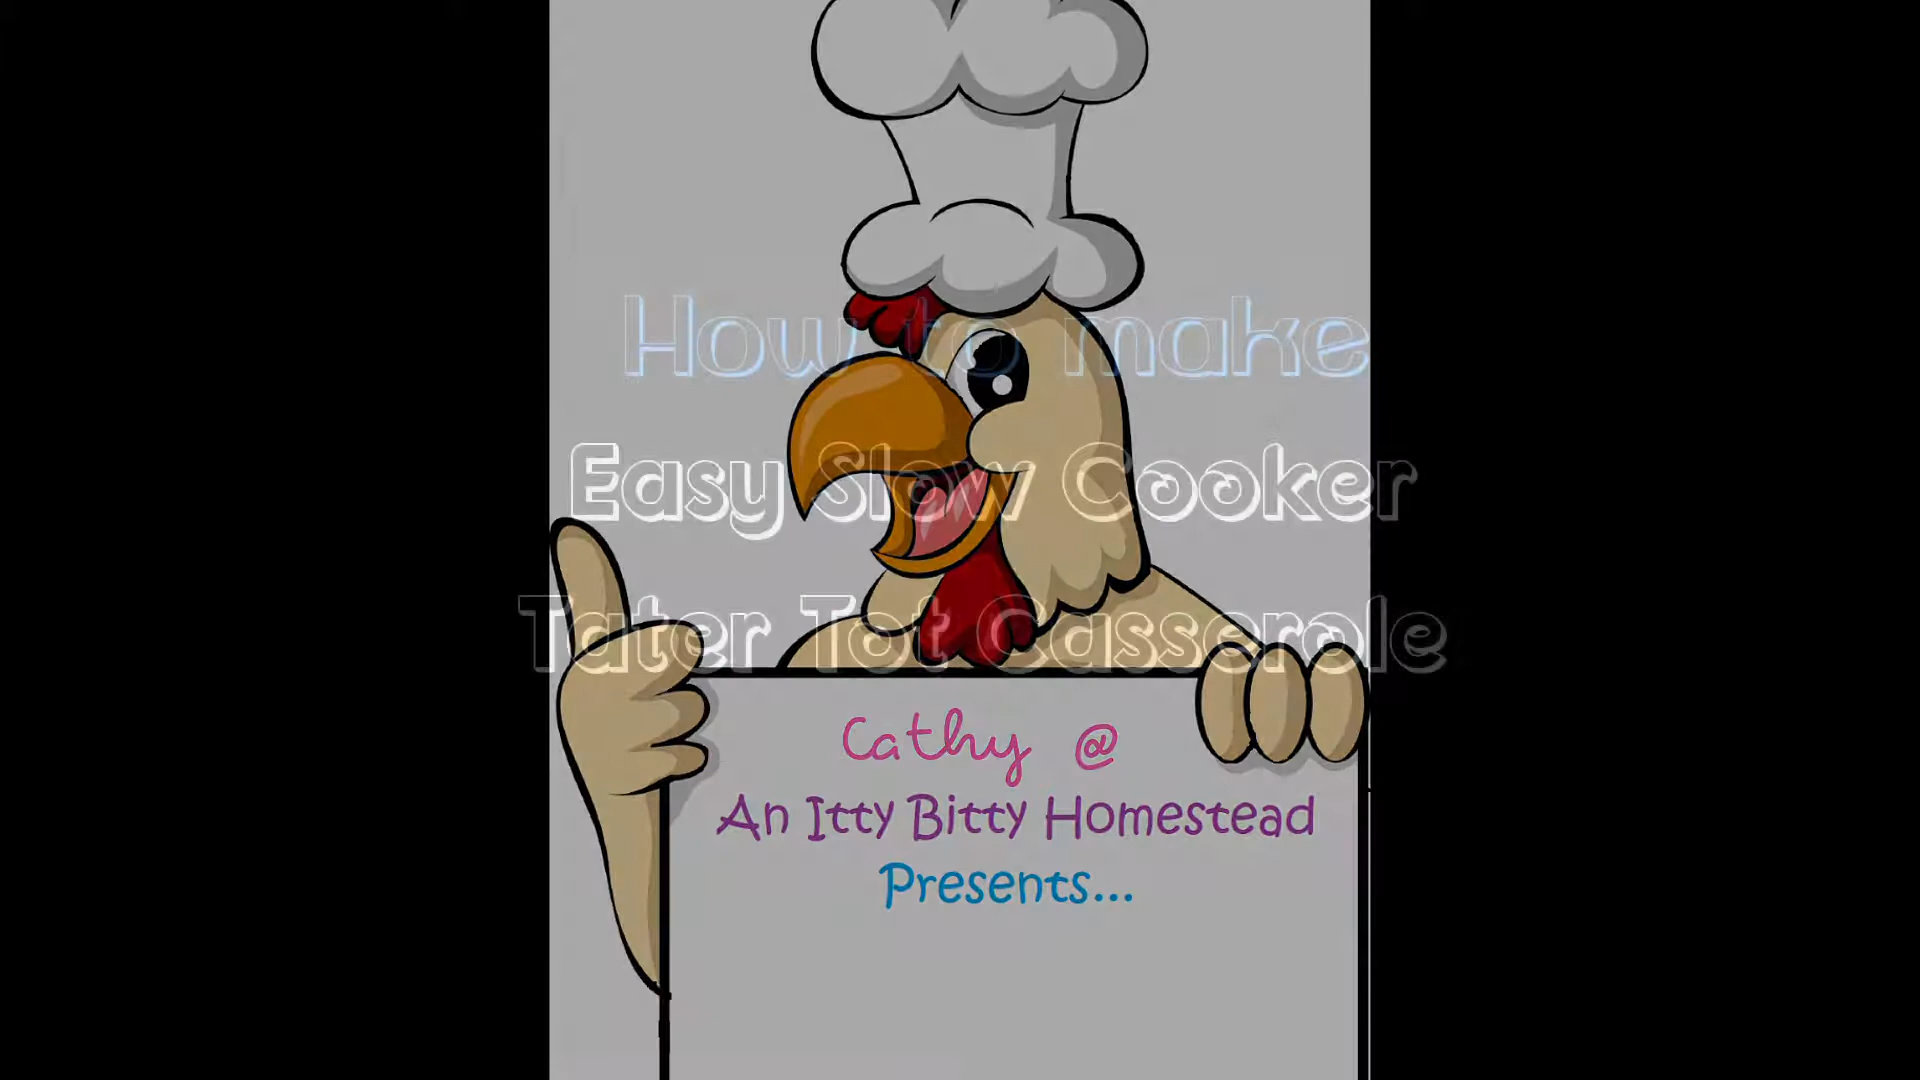 How to make
Easy Slow Cooker
Tater Tot Casserole
Cathy @
An Itty Bitty Homestead
Presents...